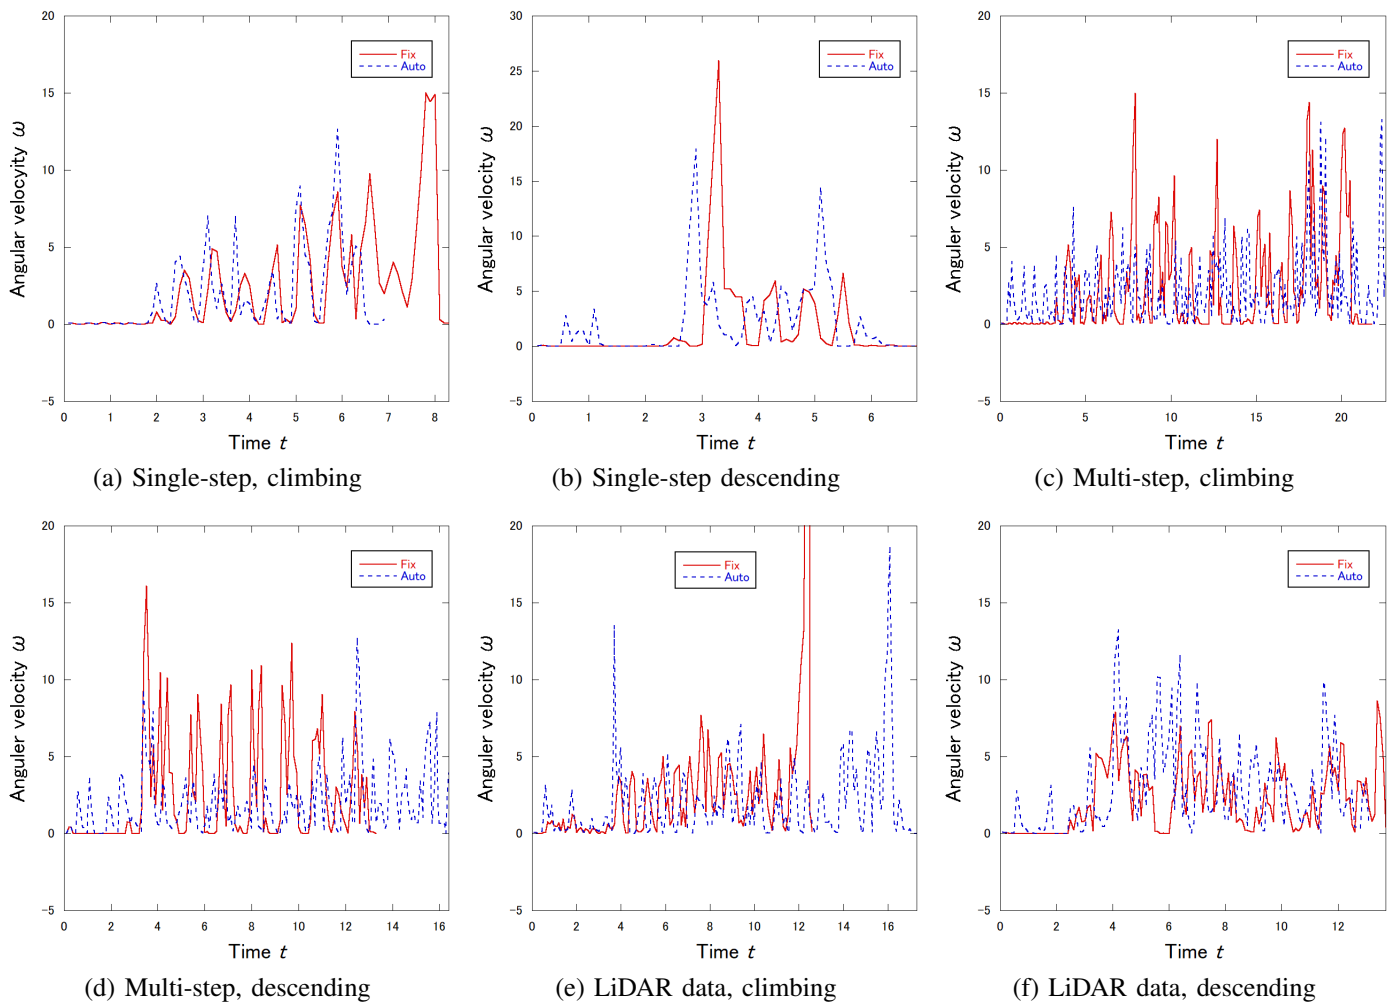 20
15
10
5
0
−5
Angular velocyity ω
Fix
Auto
0 1 2 3 4 5 6 7 8
Time t
(a) Single-step, climbing
30
25
20
15
10
5
0
−5
Anguler velocity ω
Fix
Auto
0 1 2 3 4 5 6
Time t
(b) Single-step descending
20
15
10
5
0
−5
Anguler velocity ω
Fix
Auto
0 5 10 15 20
Time t
(c) Multi-step, climbing
20
15
10
5
0
−5
Anguler velocity ω
Fix
Auto
0 2 4 6 8 10 12 14 16
Time t
(d) Multi-step, descending
20
15
10
5
0
−5
Anguler velocity ω
Fix
Auto
0 2 4 6 8 10 12 14 16
Time t
(e) LiDAR data, climbing
20
15
10
5
0
−5
Anguler velocity ω
Fix
Auto
0 2 4 6 8 10 12
Time t
(f) LiDAR data, descending